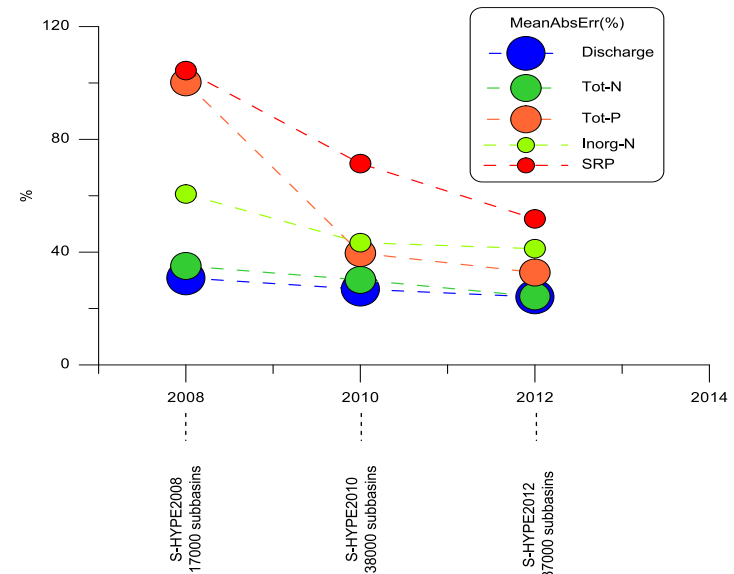 MeanAbsErr(%)
Discharge
Tot-N
Tot-P
Inorg-N
SRP
120
80
40
0
%
2008
2010
2012
2014
S-HYPE2008
17000 subbasins
S-HYPE2010
38000 subbasins
S-HYPE2012
subbasins